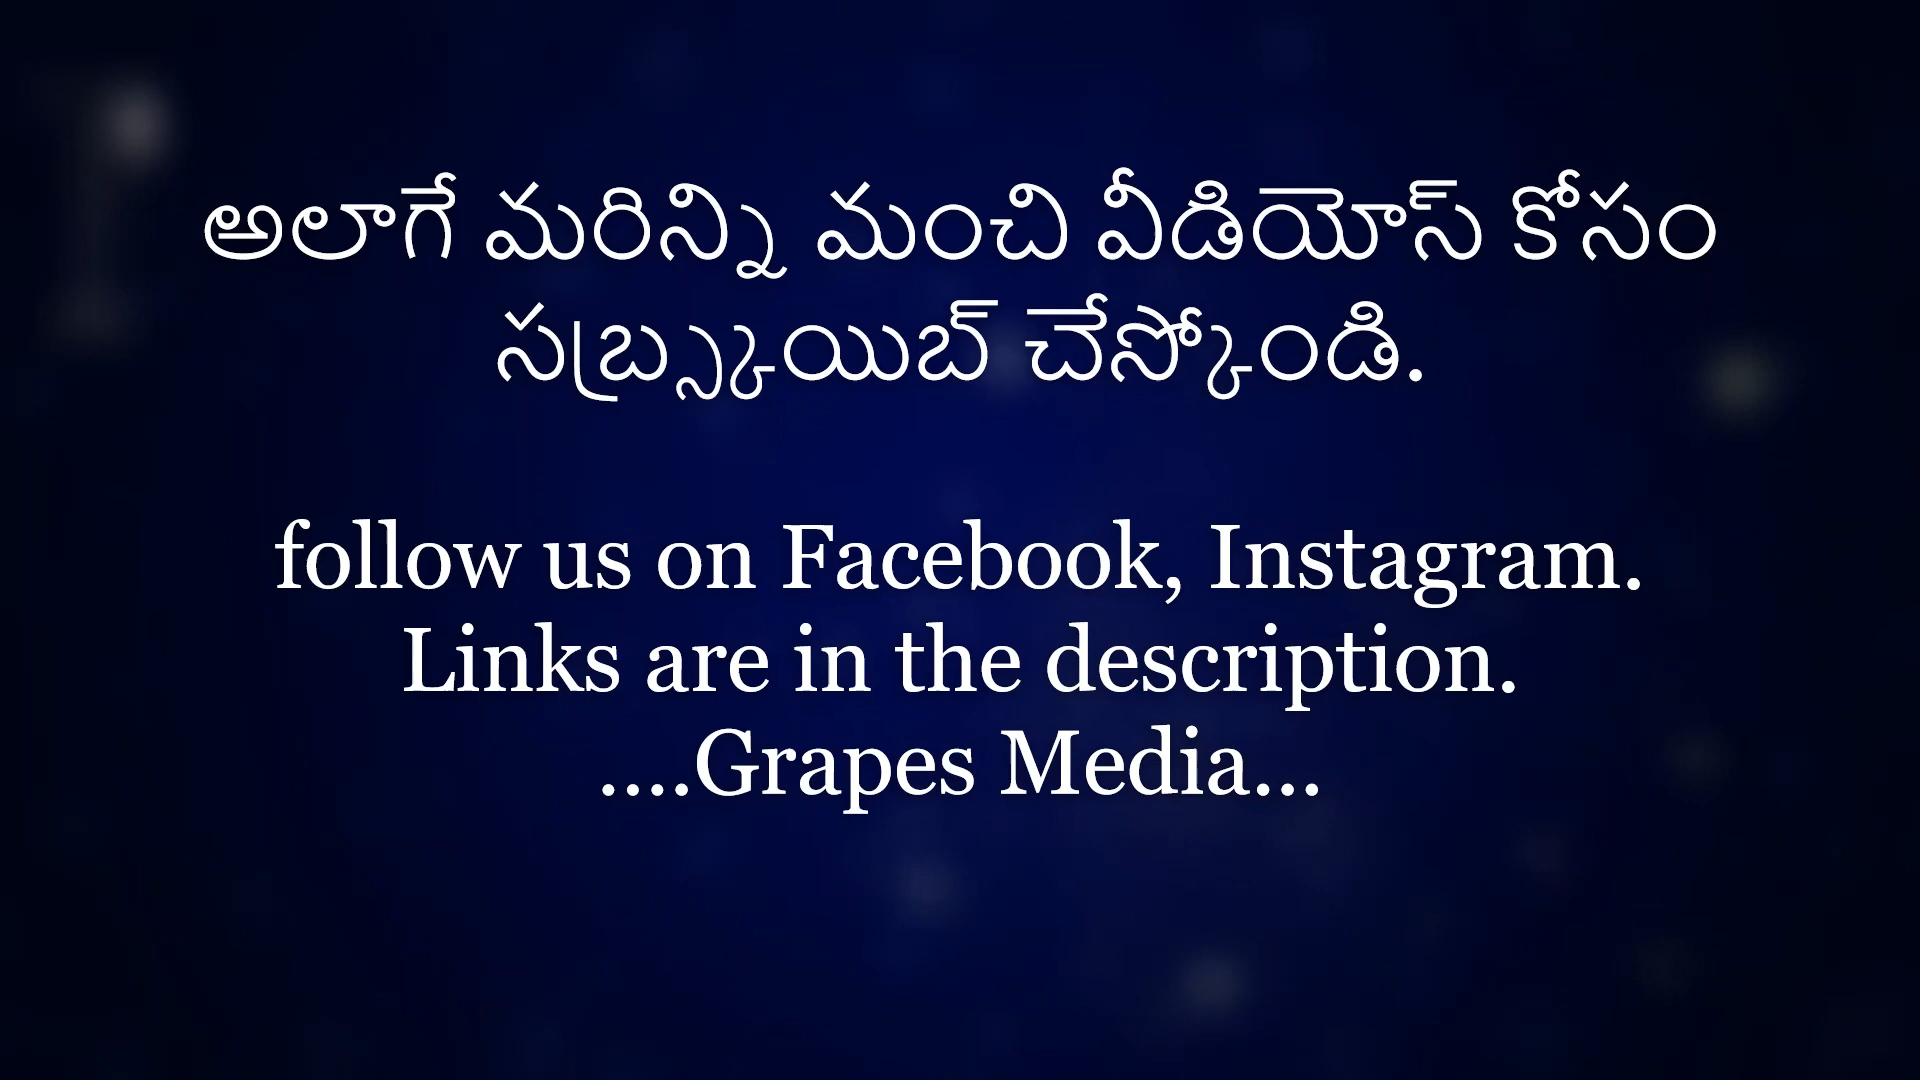 అలాగే మరిన్ని మంచి వీడియోస్ కోసం
సబ్స్క్రయిబ్ చేస్కోండి.
follow us on Facebook, Instagram.
Links are in the description.
....Grapes Media...